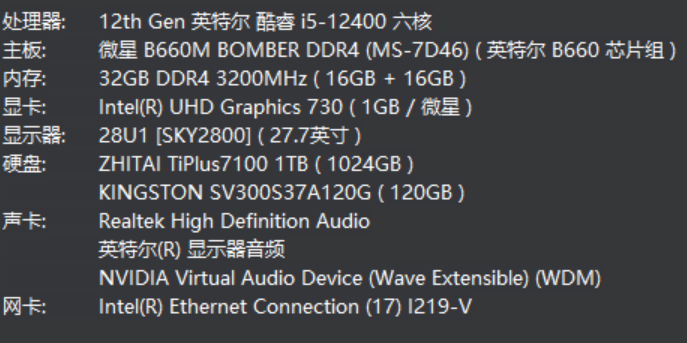 处理器: 12th Gen 英特尔 酷睿 i5-12400 六核
主板: 微星 B660M BOMBER DDR4 (MS-7D46) ( 英特尔 B660 芯片组 )
内存: 32GB DDR4 3200MHz ( 16GB + 16GB )
显卡: Intel(R) UHD Graphics 730 ( 1GB / 微星 )
显示器: 28U1 [SKY2800] ( 27.7英寸 )
硬盘: ZHITAI TiPlus7100 1TB ( 1024GB )
KINGSTON SV300S37A120G ( 120GB )
声卡: Realtek High Definition Audio
英特尔(R) 显示器音频
NVIDIA Virtual Audio Device (Wave Extensible) (WDM)
网卡: Intel(R) Ethernet Connection (17) I219-V